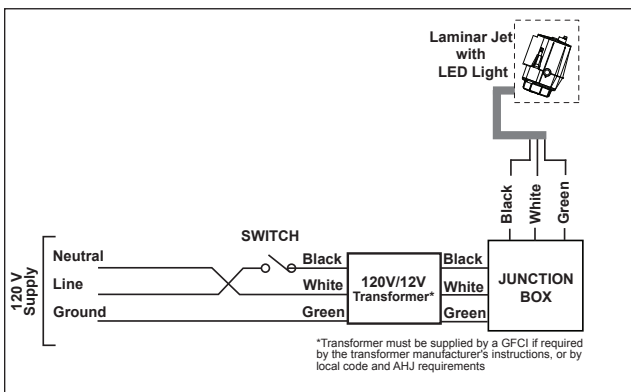 Laminar Jet
with
LED Light
Black
White
Green
SWITCH
120 V
Supply
Neutral
Line
Ground
Black
White
Green
120V/12V
Transformer*
Black
White
Green
JUNCTION
BOX
*Transformer must be supplied by a GFCI if required
by the transformer manufacturer's instructions, or by
local code and AHJ requirements